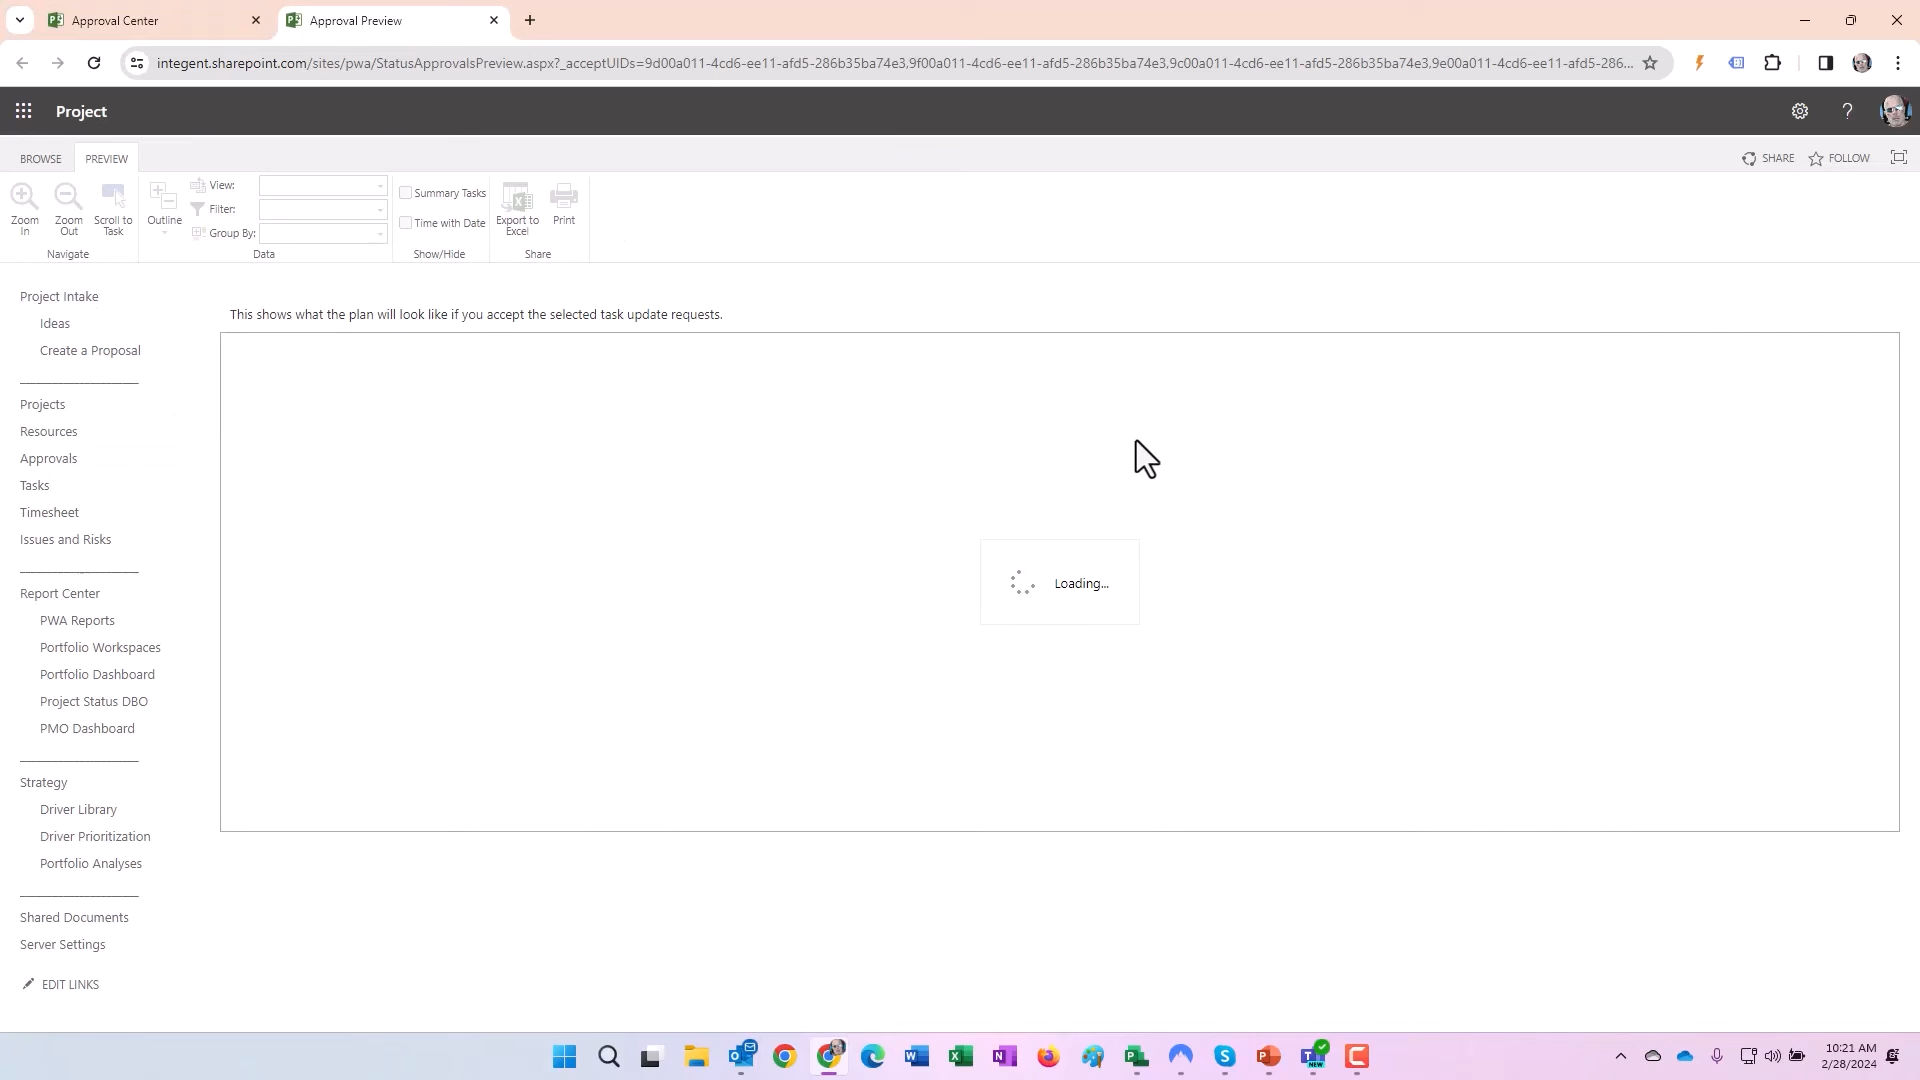 Approval Center
Approval Preview
integent.sharepoint.com/sites/pwa/StatusApprovalsPreview.aspx?_acceptUIDs=9d00a011-4cd6-ee11-afd5-286b35ba74e3,9f00a011-4cd6-ee11-afd5-286b35ba74e3,9c00a011-4cd6-ee11-afd5-286b35ba74e3,9e00a011-4cd6-ee11-afd5-286...
Project
BROWSE
PREVIEW
SHARE
FOLLOW
Zoom In
Zoom Out
Scroll to Task
Navigate
Outline
View:
Filter:
Group By:
Data
Summary Tasks
Time with Date
Show/Hide
Export to Excel
Print
Share
Project Intake
Ideas
Create a Proposal
Projects
Resources
Approvals
Tasks
Timesheet
Issues and Risks
Report Center
PWA Reports
Portfolio Workspaces
Portfolio Dashboard
Project Status DBO
PMO Dashboard
Strategy
Driver Library
Driver Prioritization
Portfolio Analyses
Shared Documents
Server Settings
EDIT LINKS
This shows what the plan will look like if you accept the selected task update requests.
Loading...
NEW
10:21 AM
2/28/2024